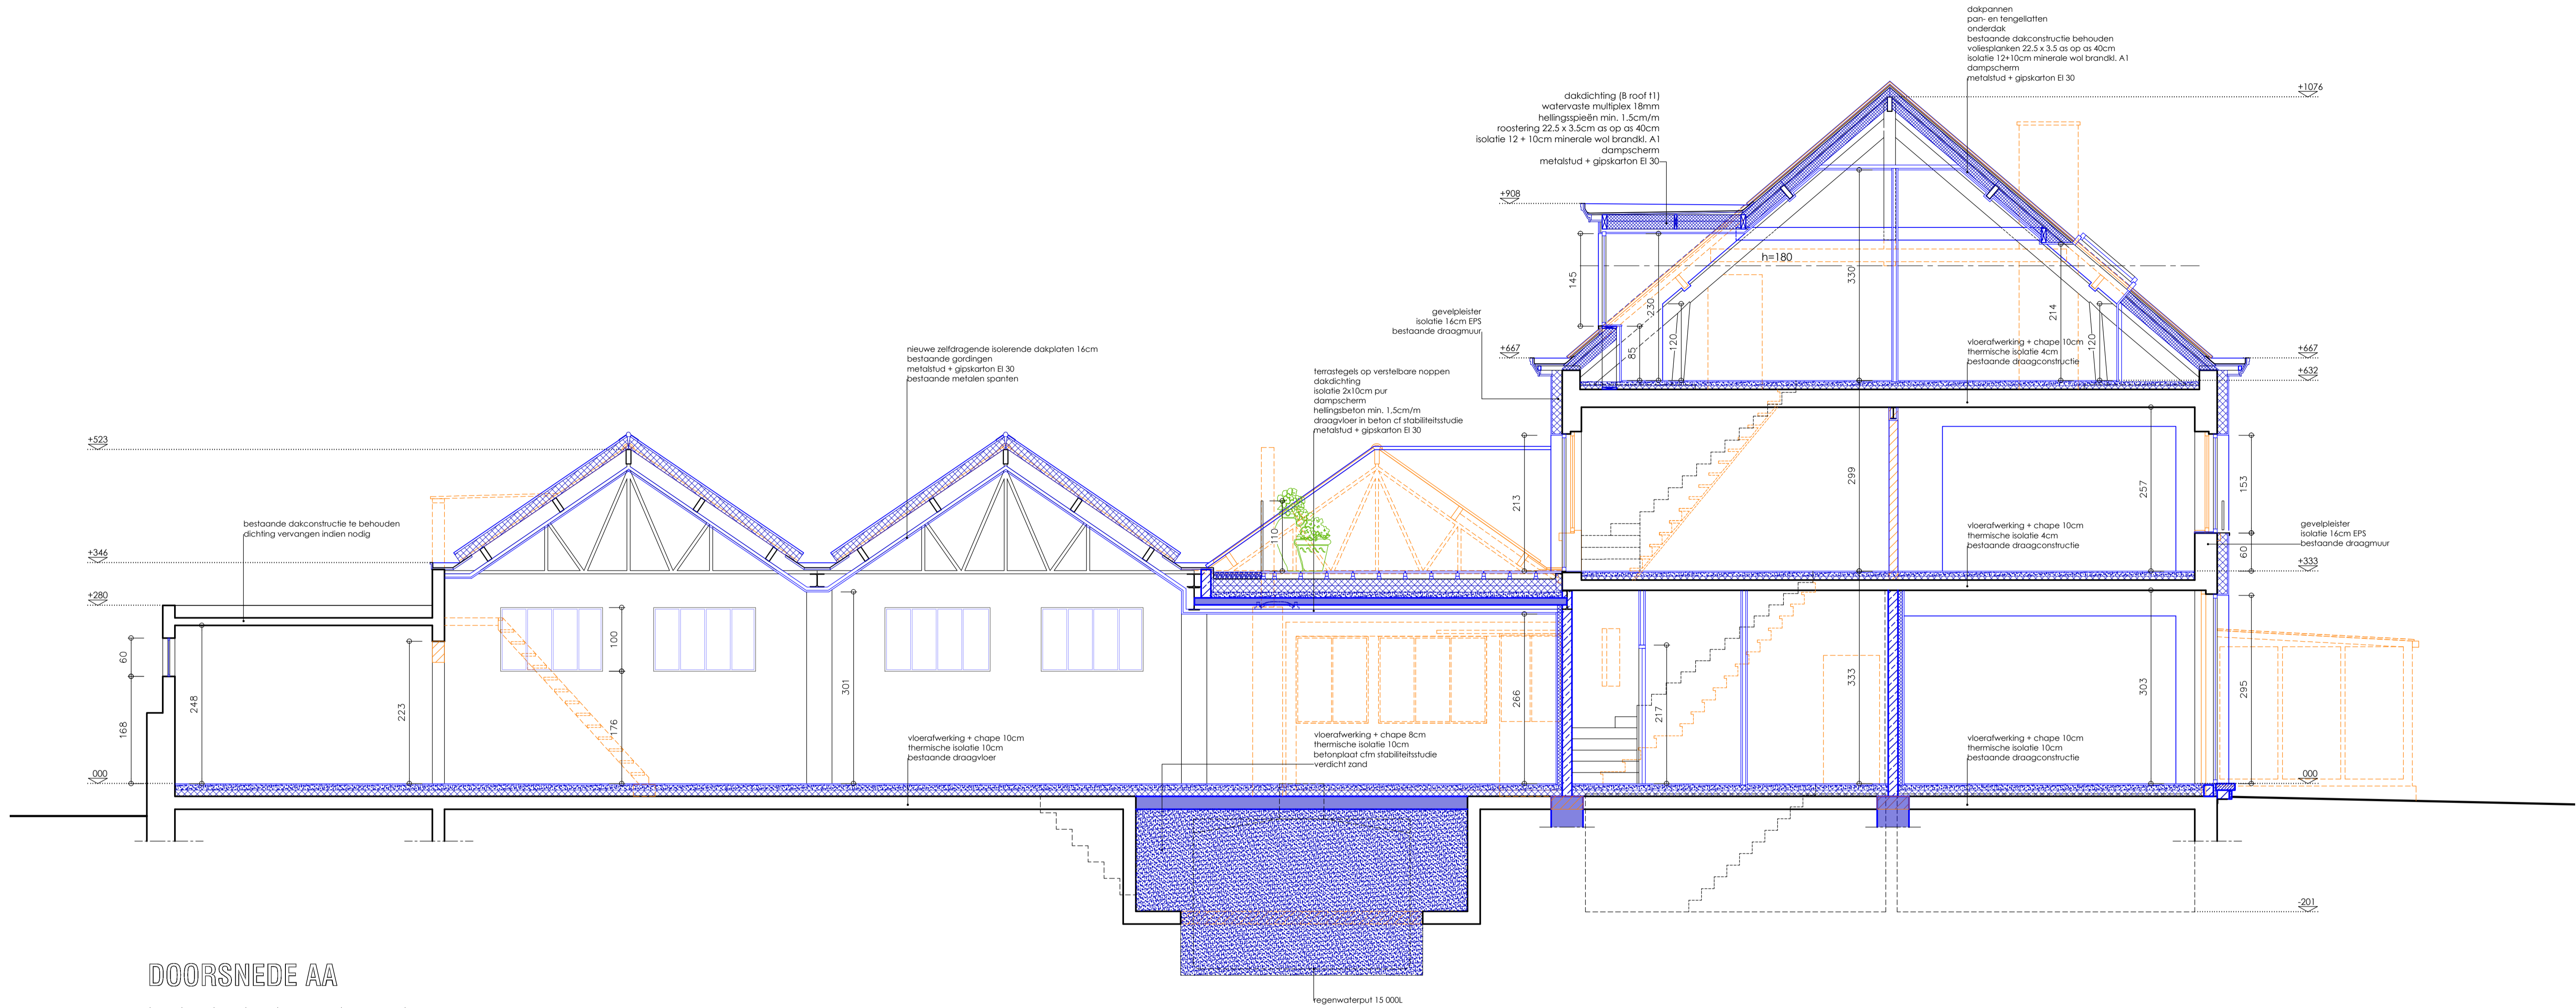 dakpannen
pan- en tengellatten
onderdak
bestaande dakconstructie behouden
voliesplanken 22.5 x 3.5 as op as 40cm
isolatie 12+10cm minerale wol brandkl. A1
dampscherm
metalstud + gipskarton EI 30
+1076
dakdichting (B roof t1)
watervaste multiplex 18mm
hellingsspieën min. 1.5cm/m
roostering 22.5 x 3.5cm as op as 40cm
isolatie 12 + 10cm minerale wol brandkl. A1
dampscherm
metalstud + gipskarton EI 30
+908
h=180
145
230
330
214
85
120
120
gevelpleister
isolatie 16cm EPS
bestaande draagmuur
+667
+667
+632
vloerafwerking + chape 10cm
thermische isolatie 4cm
bestaande draagconstructie
nieuwe zelfdragende isolerende dakplaten 16cm
bestaande gordingen
metalstud + gipskarton EI 30
bestaande metalen spanten
terrastegels op verstelbare noppen
dakdichting
isolatie 2x10cm pur
dampscherm
hellingsbeton min. 1,5cm/m
draagvloer in beton cf stabiliteitsstudie
metalstud + gipskarton EI 30
+523
213
110
299
257
153
60
bestaande dakconstructie te behouden
dichting vervangen indien nodig
vloerafwerking + chape 10cm
thermische isolatie 4cm
bestaande draagconstructie
gevelpleister
isolatie 16cm EPS
bestaande draagmuur
+346
+333
+280
60
168
248
223
100
176
301
266
217
333
303
295
vloerafwerking + chape 10cm
thermische isolatie 10cm
bestaande draagvloer
vloerafwerking + chape 8cm
thermische isolatie 10cm
betonplaat cfm stabiliteitsstudie
verdicht zand
vloerafwerking + chape 10cm
thermische isolatie 10cm
bestaande draagconstructie
000
000
-201
DOORSNEDE AA
regenwaterput 15 000L